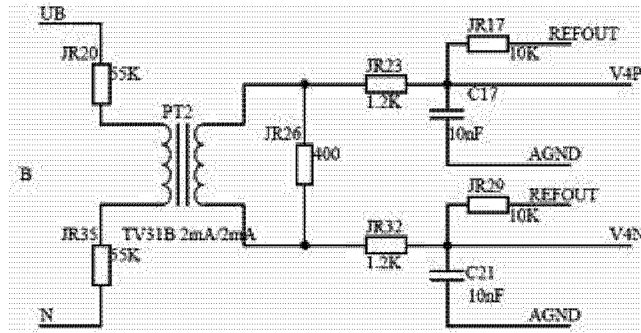 UB
JR17
REFOUT
JR20
JR23
10K
55K
V4P
C17
PT2
1.2K
10nF
JR26
400
AGND
B
JR29
REFOUT
JR35
TV31B 2mA/2mA
JR32
10K
55K
V4N
1.2K
C21
10nF
N
AGND